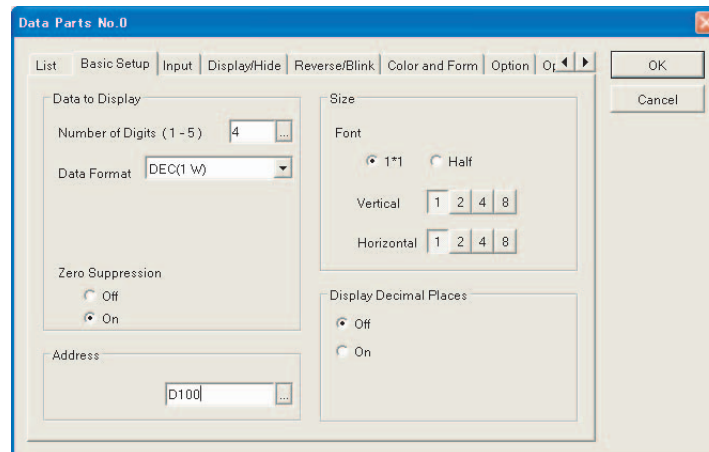 Data Parts No.0
List Basic Setup Input Display/Hide Reverse/Blink Color and Form Option
OK
Cancel
Data to Display
Number of Digits (1 - 5) 4 ...
Data Format DEC(1 W)
Zero Suppression
Off
On
Address
D100 ...
Size
Font
1*1 Half
Vertical 1 2 4 8
Horizontal 1 2 4 8
Display Decimal Places
Off
On